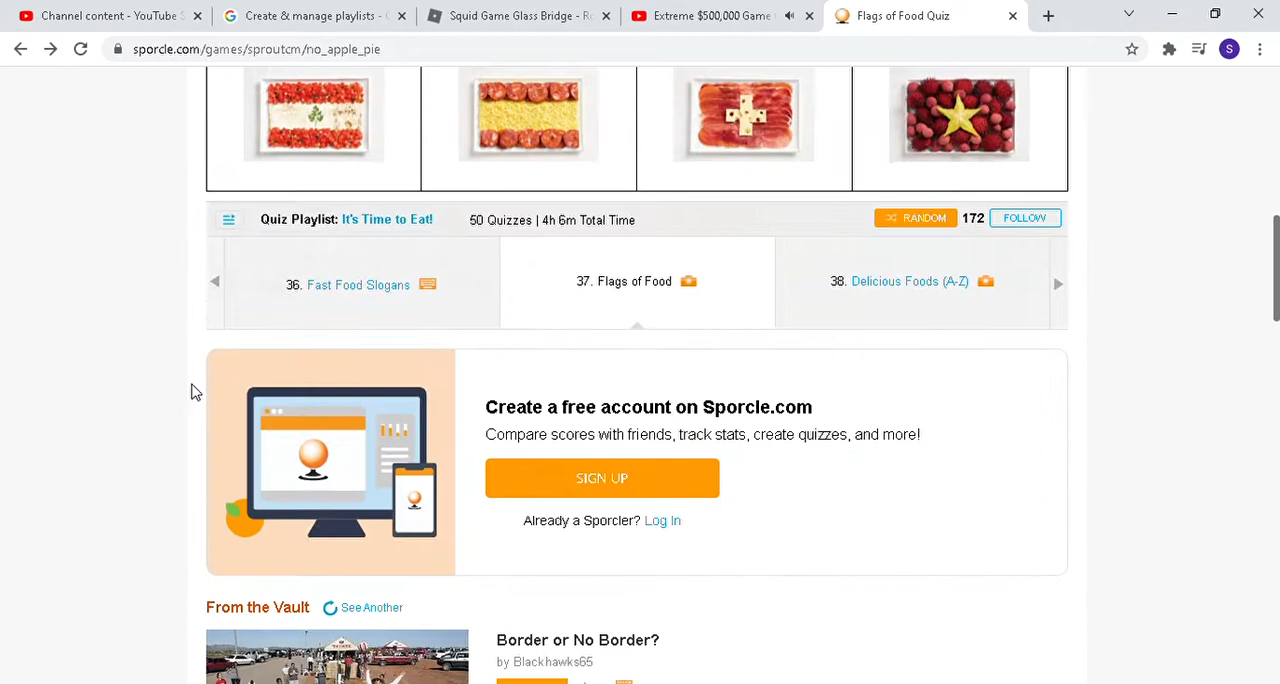 Channel content - YouTube S
Create & manage playlists - G
Squid Game Glass Bridge - Ro
Extreme $500,000 Game
Flags of Food Quiz
sporcle.com/games/sproutcm/no_apple_pie
S
Quiz Playlist: It's Time to Eat!
50 Quizzes | 4h 6m Total Time
RANDOM
172
FOLLOW
36. Fast Food Slogans
37. Flags of Food
38. Delicious Foods (A-Z)
Create a free account on Sporcle.com
Compare scores with friends, track stats, create quizzes, and more!
SIGN UP
Already a Sporcler? Log In
From the Vault
See Another
Border or No Border?
by Blackhawks65